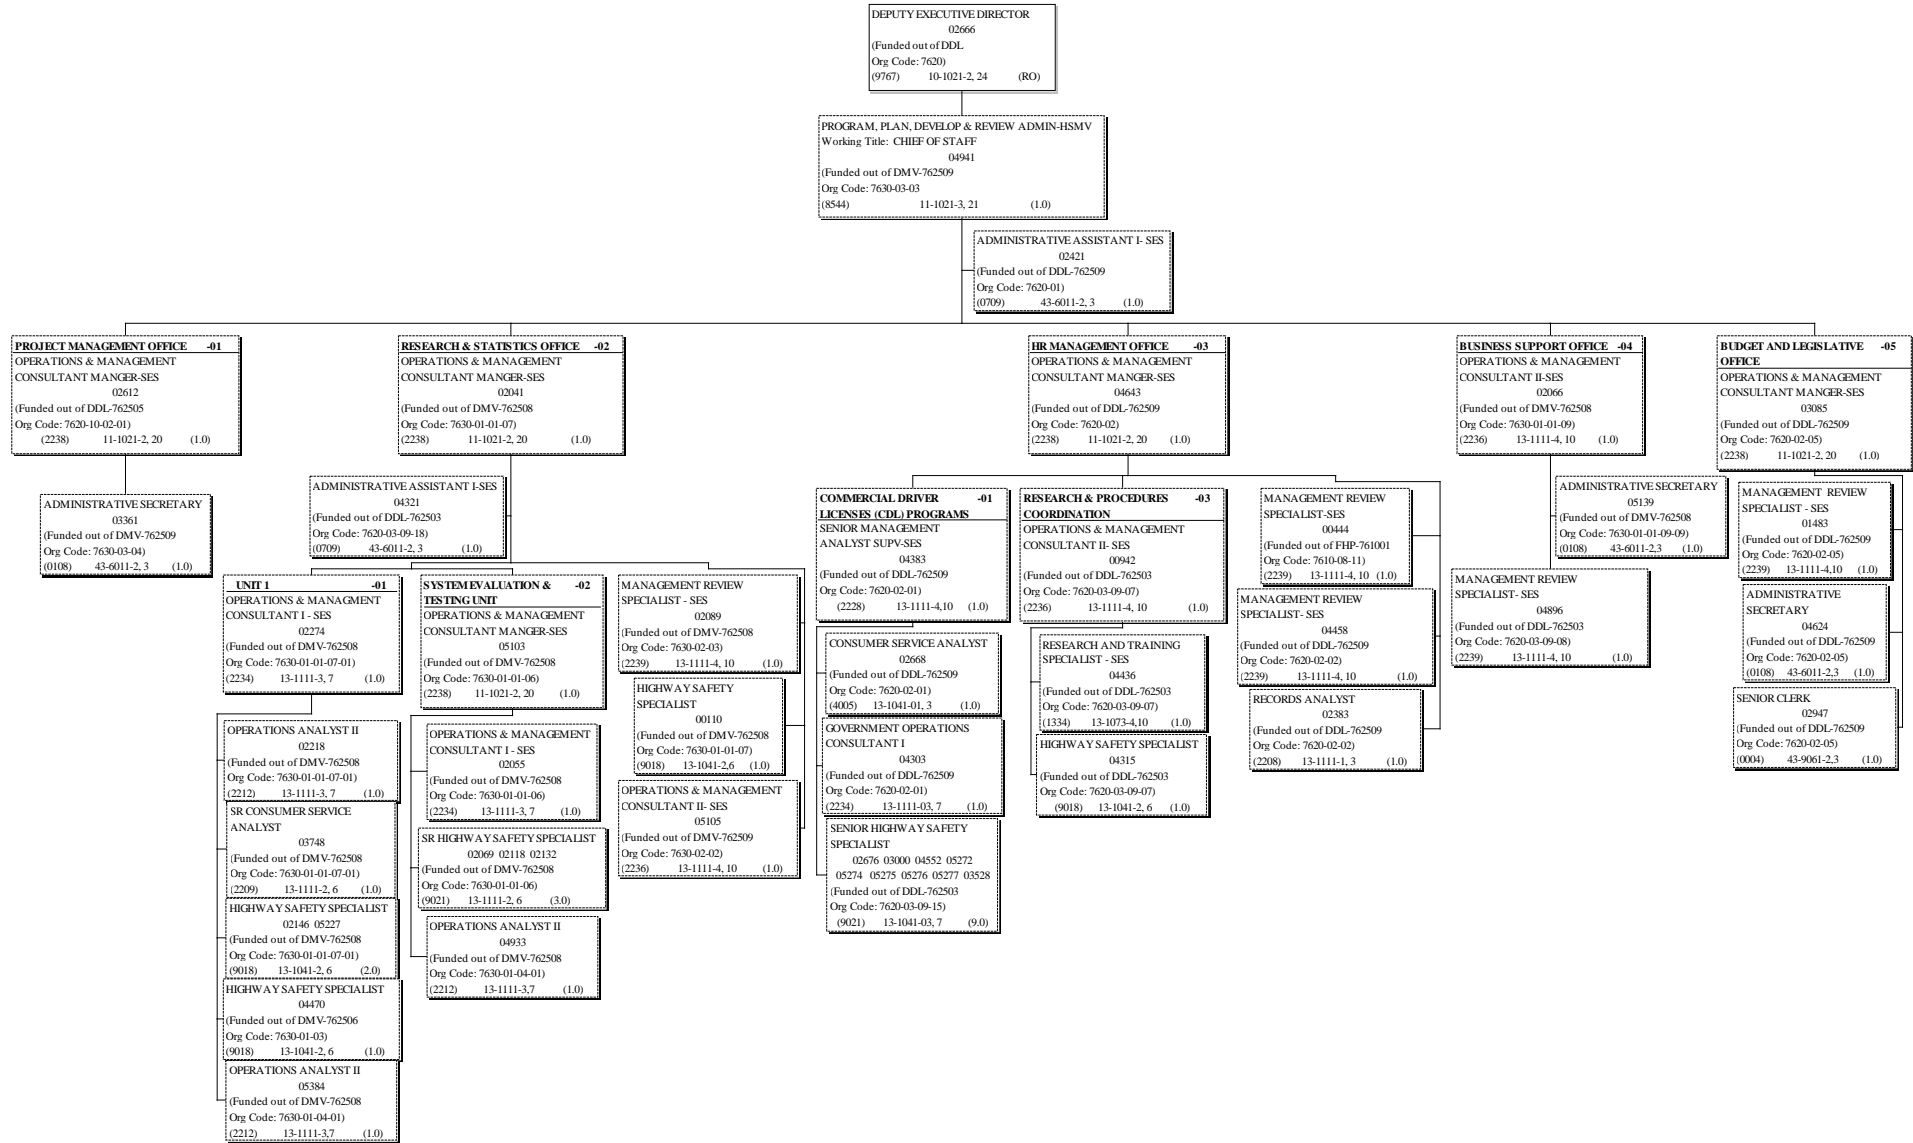 DEPUTY EXECUTIVE DIRECTOR
02666
(Funded out of DDL
Org Code: 7620)
(9767) 10-1021-2, 24 (RO)
PROGRAM, PLAN, DEVELOP & REVIEW ADMIN-HSMV
Working Title: CHIEF OF STAFF
04941
(Funded out of DMV-762509
Org Code: 7630-03-03
(8544) 11-1021-3, 21 (1.0)
ADMINISTRATIVE ASSISTANT I- SES
02421
(Funded out of DDL-762509
Org Code: 7620-01)
(0709) 43-6011-2, 3 (1.0)
PROJECT MANAGEMENT OFFICE -01
OPERATIONS & MANAGEMENT
CONSULTANT MANGER-SES
02612
(Funded out of DDL-762505
Org Code: 7620-10-02-01)
(2238) 11-1021-2, 20 (1.0)
ADMINISTRATIVE SECRETARY
03361
(Funded out of DMV-762509
Org Code: 7630-03-04)
(0108) 43-6011-2, 3 (1.0)
RESEARCH & STATISTICS OFFICE -02
OPERATIONS & MANAGEMENT
CONSULTANT MANGER-SES
02041
(Funded out of DMV-762508
Org Code: 7630-01-01-07)
(2238) 11-1021-2, 20 (1.0)
ADMINISTRATIVE ASSISTANT I-SES
04321
(Funded out of DDL-762503
Org Code: 7620-03-09-18)
(0709) 43-6011-2, 3 (1.0)
UNIT 1 -01
OPERATIONS & MANAGMENT
CONSULTANT I - SES
02274
(Funded out of DMV-762508
Org Code: 7630-01-01-07-01)
(2234) 13-1111-3, 7 (1.0)
OPERATIONS ANALYST II
02218
(Funded out of DMV-762508
Org Code: 7630-01-01-07-01)
(2212) 13-1111-3, 7 (1.0)
SR CONSUMER SERVICE
ANALYST
03748
(Funded out of DMV-762508
Org Code: 7630-01-01-07-01)
(2209) 13-1111-2, 6 (1.0)
HIGHWAY SAFETY SPECIALIST
02146 05227
(Funded out of DMV-762508
Org Code: 7630-01-01-07-01)
(9018) 13-1041-2, 6 (2.0)
HIGHWAY SAFETY SPECIALIST
04470
(Funded out of DMV-762506
Org Code: 7630-01-03)
(9018) 13-1041-2, 6 (1.0)
OPERATIONS ANALYST II
05384
(Funded out of DMV-762508
Org Code: 7630-01-04-01)
(2212) 13-1111-3,7 (1.0)
SYSTEM EVALUATION & -02
TESTING UNIT
OPERATIONS & MANAGEMENT
CONSULTANT MANGER-SES
05103
(Funded out of DMV-762508
Org Code: 7630-01-01-06)
(2238) 11-1021-2, 20 (1.0)
OPERATIONS & MANAGEMENT
CONSULTANT I - SES
02055
(Funded out of DMV-762508
Org Code: 7630-01-01-06)
(2234) 13-1111-3, 7 (1.0)
SR HIGHWAY SAFETY SPECIALIST
02069 02118 02132
(Funded out of DMV-762508
Org Code: 7630-01-01-06)
(9021) 13-1111-2, 6 (3.0)
OPERATIONS ANALYST II
04933
(Funded out of DMV-762508
Org Code: 7630-01-04-01)
(2212) 13-1111-3,7 (1.0)
MANAGEMENT REVIEW
SPECIALIST - SES
02089
(Funded out of DMV-762508
Org Code: 7630-02-03)
(2239) 13-1111-4, 10 (1.0)
HIGHWAY SAFETY
SPECIALIST
00110
(Funded out of DMV-762508
Org Code: 7630-01-01-07)
(9018) 13-1041-2,6 (1.0)
OPERATIONS & MANAGEMENT
CONSULTANT II- SES
05105
(Funded out of DMV-762509
Org Code: 7630-02-02)
(2236) 13-1111-4, 10 (1.0)
HR MANAGEMENT OFFICE -03
OPERATIONS & MANAGEMENT
CONSULTANT MANGER-SES
04643
(Funded out of DDL-762509
Org Code: 7620-02)
(2238) 11-1021-2, 20 (1.0)
COMMERCIAL DRIVER -01
LICENSES (CDL) PROGRAMS
SENIOR MANAGEMENT
ANALYST SUPV-SES
04383
(Funded out of DDL-762509
Org Code: 7620-02-01)
(2228) 13-1111-4,10 (1.0)
CONSUMER SERVICE ANALYST
02668
(Funded out of DDL-762509
Org Code: 7620-02-01)
(4005) 13-1041-01, 3 (1.0)
GOVERNMENT OPERATIONS
CONSULTANT I
04303
(Funded out of DDL-762509
Org Code: 7620-02-01)
(2234) 13-1111-03, 7 (1.0)
SENIOR HIGHWAY SAFETY
SPECIALIST
02676 03000 04552 05272
05274 05275 05276 05277 03528
(Funded out of DDL-762503
Org Code: 7620-03-09-15)
(9021) 13-1041-03, 7 (9.0)
RESEARCH & PROCEDURES -03
COORDINATION
OPERATIONS & MANAGEMENT
CONSULTANT II- SES
00942
(Funded out of DDL-762503
Org Code: 7620-03-09-07)
(2236) 13-1111-4, 10 (1.0)
RESEARCH AND TRAINING
SPECIALIST - SES
04436
(Funded out of DDL-762503
Org Code: 7620-03-09-07)
(1334) 13-1073-4,10 (1.0)
HIGHWAY SAFETY SPECIALIST
04315
(Funded out of DDL-762503
Org Code: 7620-03-09-07)
(9018) 13-1041-2, 6 (1.0)
MANAGEMENT REVIEW
SPECIALIST-SES
00444
(Funded out of FHP-761001
Org Code: 7610-08-11)
(2239) 13-1111-4, 10 (1.0)
MANAGEMENT REVIEW
SPECIALIST- SES
04458
(Funded out of DDL-762509
Org Code: 7620-02-02)
(2239) 13-1111-4, 10 (1.0)
RECORDS ANALYST
02383
(Funded out of DDL-762509
Org Code: 7620-02-02)
(2208) 13-1111-1, 3 (1.0)
BUSINESS SUPPORT OFFICE -04
OPERATIONS & MANAGEMENT
CONSULTANT II-SES
02066
(Funded out of DMV-762508
Org Code: 7630-01-01-09)
(2236) 13-1111-4, 10 (1.0)
ADMINISTRATIVE SECRETARY
05139
(Funded out of DMV-762508
Org Code: 7630-01-01-09-09)
(0108) 43-6011-2,3 (1.0)
MANAGEMENT REVIEW
SPECIALIST- SES
04896
(Funded out of DDL-762503
Org Code: 7620-03-09-08)
(2239) 13-1111-4, 10 (1.0)
BUDGET AND LEGISLATIVE -05
OFFICE
OPERATIONS & MANAGEMENT
CONSULTANT MANGER-SES
03085
(Funded out of DDL-762509
Org Code: 7620-02-05)
(2238) 11-1021-2, 20 (1.0)
MANAGEMENT REVIEW
SPECIALIST - SES
01483
(Funded out of DDL-762509
Org Code: 7620-02-05)
(2239) 13-1111-4,10 (1.0)
ADMINISTRATIVE
SECRETARY
04624
(Funded out of DDL-762509
Org Code: 7620-02-05)
(0108) 43-6011-2,3 (1.0)
SENIOR CLERK
02947
(Funded out of DDL-762509
Org Code: 7620-02-05)
(0004) 43-9061-2,3 (1.0)